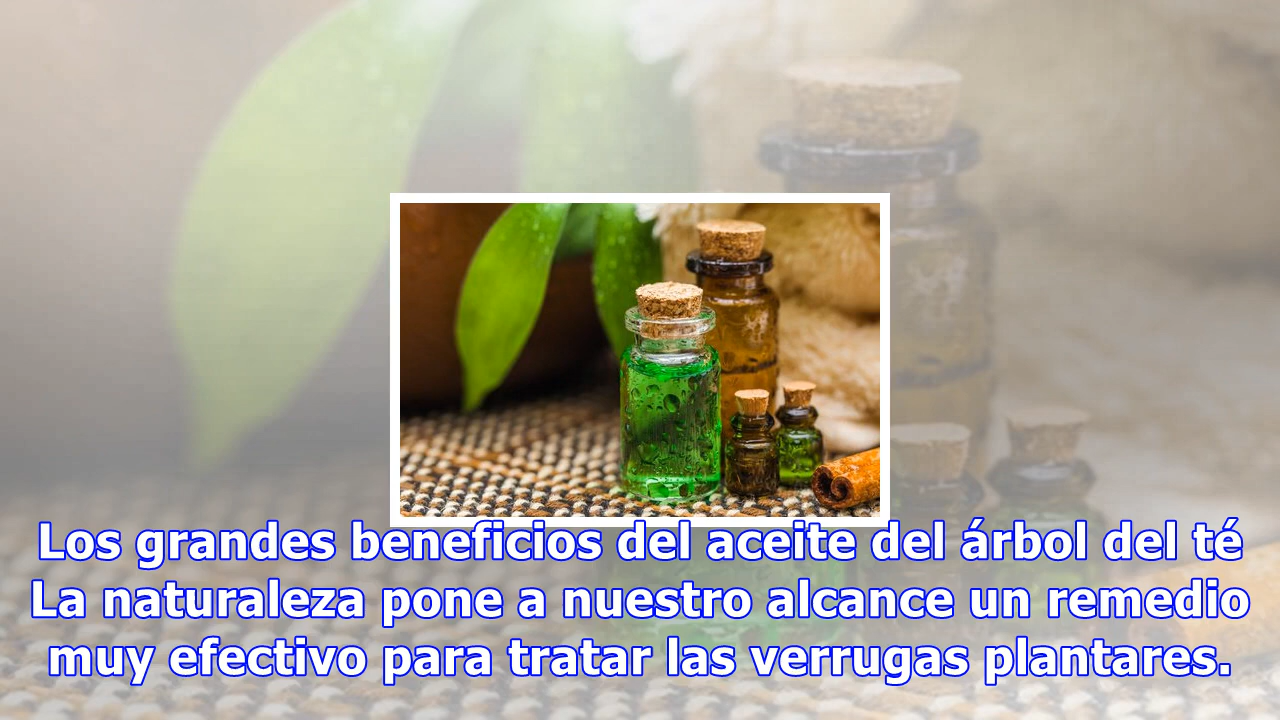 Los grandes beneficios del aceite del árbol del té
La naturaleza pone a nuestro alcance un remedio
muy efectivo para tratar las verrugas plantares.